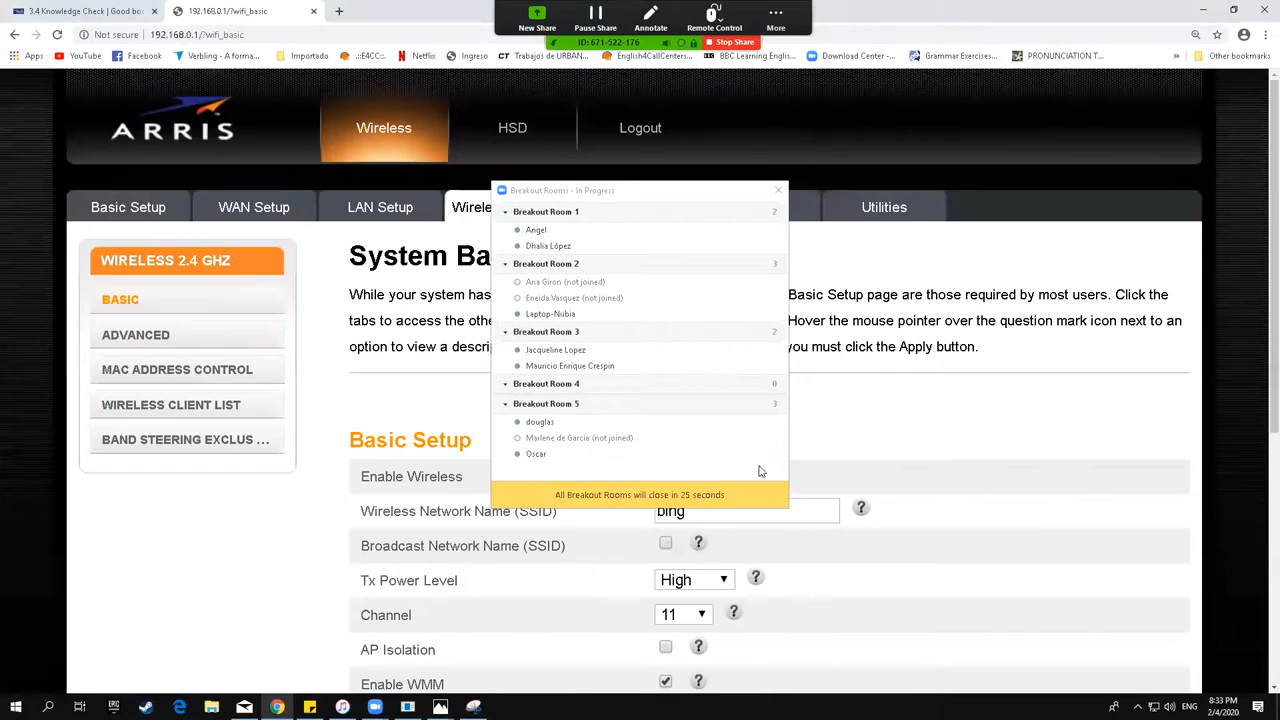 3.4 Knowledge Check | Good bo
192.168.0.1/?wifi_basic
New Share
Pause Share
Annotate
Remote Control
More
ID: 671-522-176
Stop Share
Not secure
192.168.0.1/?wifi_basic
YouTube
Facebook
Verbling - A forma...
Importado
.::E4CC...
Netflix
Ingreso
Trabajos de URBAN...
English4CallCenters...
BBC Learning Engli...
Download Center -...
Grammar Exercises...
PRONUNCIATION T...
Other bookmarks
ARRIS
Wireless
HSD
Logout
Basic Setup
WAN Setup
LAN Setup
Wirele
Utilities
Breakout Rooms - In Progress
Breakout Room 1
2
Angel
Dhalia López
Breakout Room 2
3
Ana Giron (not joined)
Eneida Vasquez (not joined)
Laptop-Nubia
Breakout Room 3
2
Jacqueline Lopez
Mauricio Enrique Crespin
Breakout Room 4
0
Breakout Room 5
3
douglas
Marlene de Garcia (not joined)
Oscar
All Breakout Rooms will close in 25 seconds
WIRELESS 2.4 GHZ
BASIC
ADVANCED
MAC ADDRESS CONTROL
WIRELESS CLIENT LIST
BAND STEERING EXCLUS ...
System Ba
While your system has
Basic Setup page are those required by most users. Click the
tabs to access the othe
Hover the mouse pointer over the question mark icon next to an
option to view a descrip
you must click the Apply button.
Basic Setup
Enable Wireless
Wireless Network Name (SSID)
bing
?
Broadcast Network Name (SSID)
?
Tx Power Level
High
?
Channel
11
?
AP Isolation
?
Enable WMM
?
ENG
8:33 PM
2/4/2020